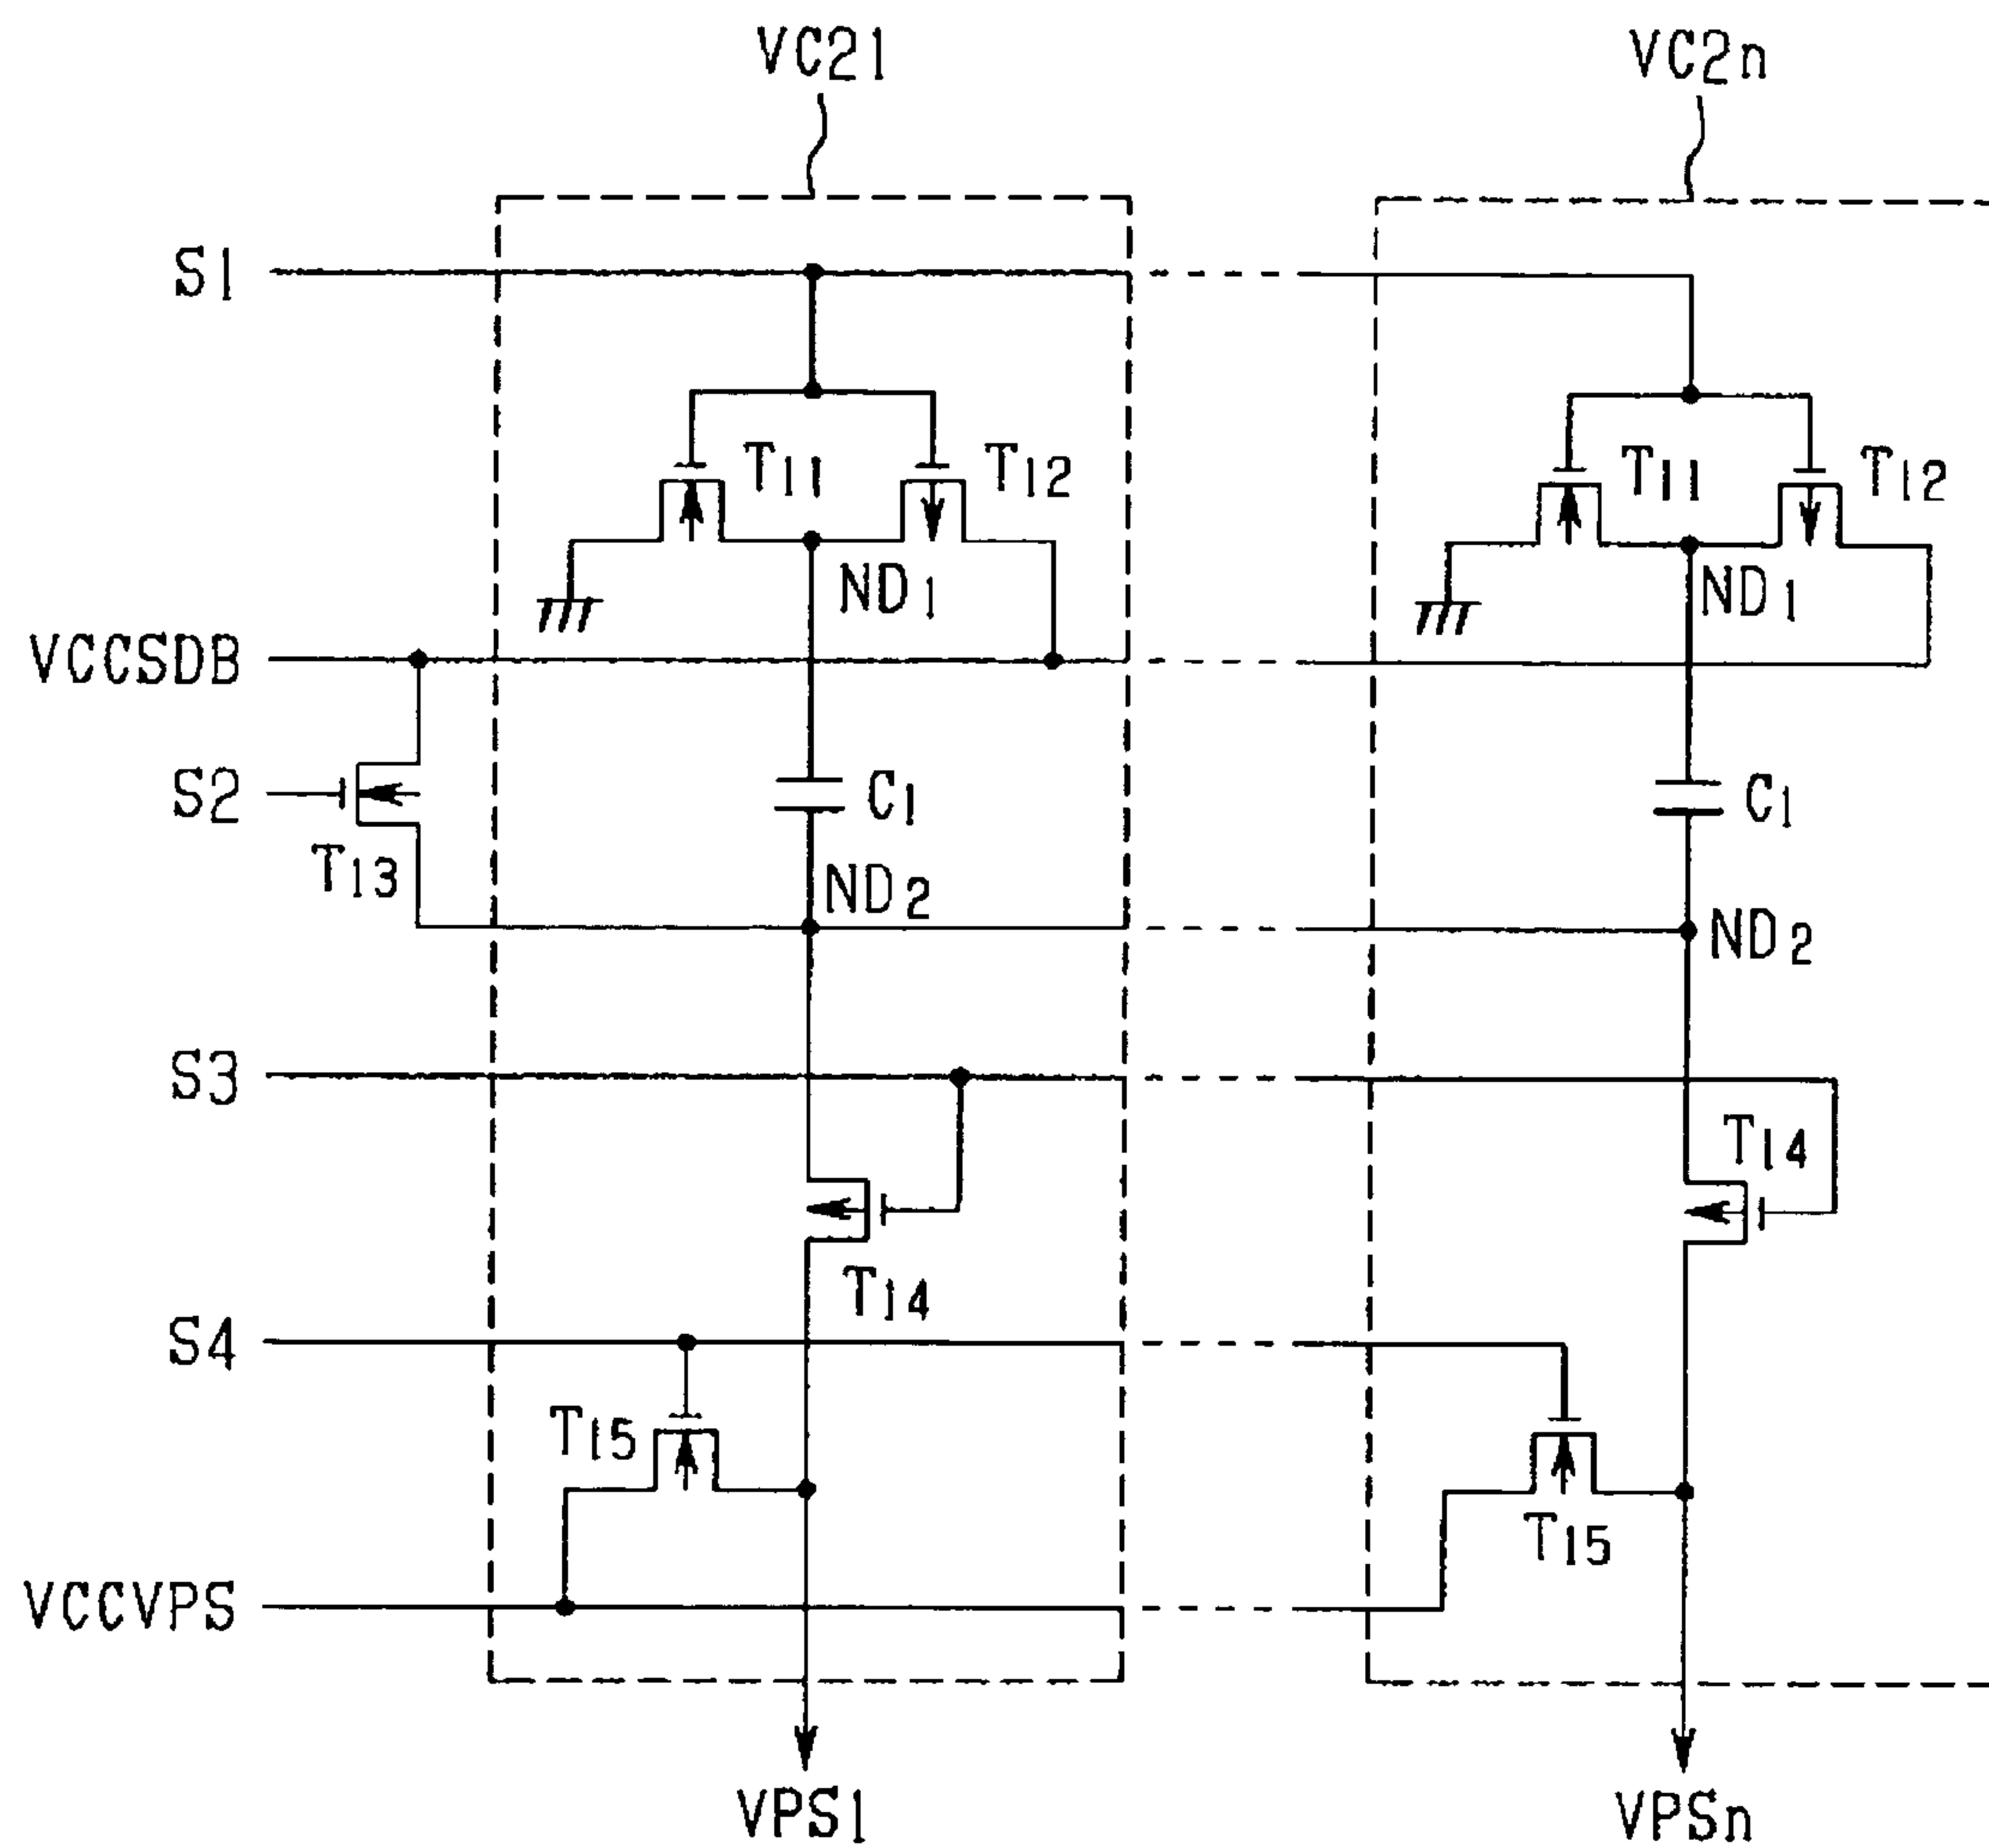 VC21 VC2n
S1
T11 T12 T11 T12
ND1 ND1
VCCSDB
S2 C1 C1
T13
ND2 ND2
S3
T14
T14
S4
T15
T15
VCCVPS
VPS1 VPSn